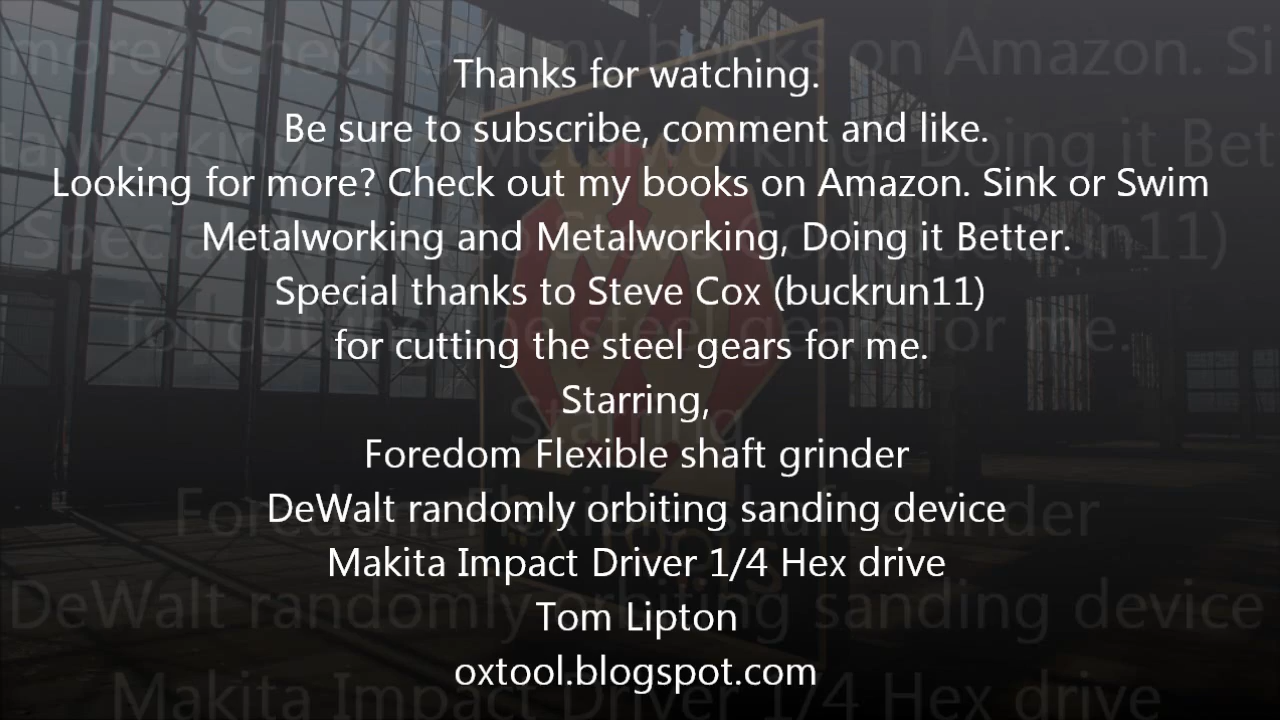 Thanks for watching.
Be sure to subscribe, comment and like.
Looking for more? Check out my books on Amazon. Sink or Swim
Metalworking and Metalworking, Doing it Better.
Special thanks to Steve Cox (buckrun11)
for cutting the steel gears for me.
Starring,
Foredom Flexible shaft grinder
DeWalt randomly orbiting sanding device
Makita Impact Driver 1/4 Hex drive
Tom Lipton
oxtool.blogspot.com